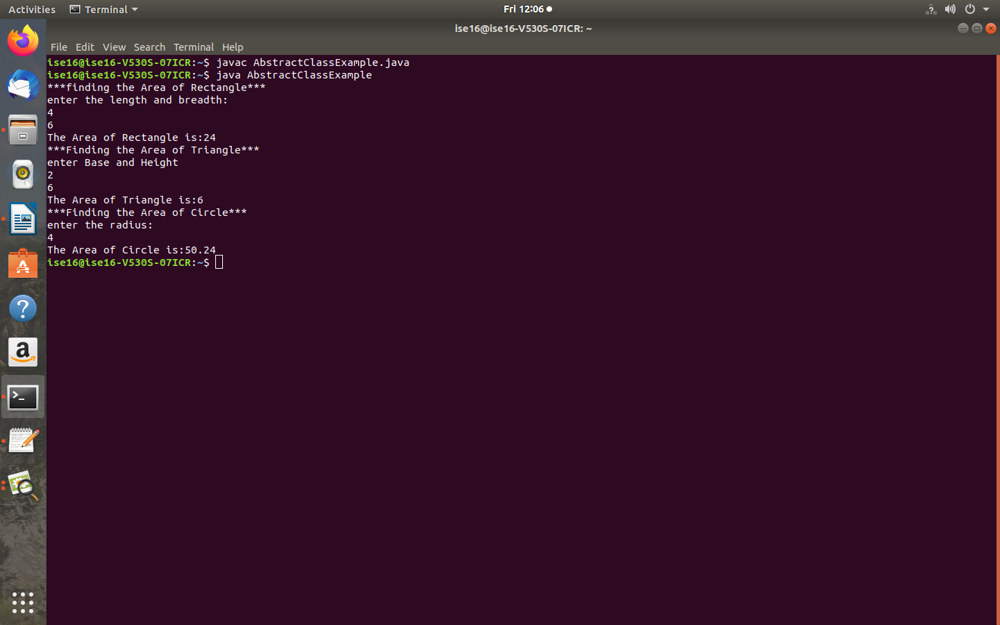 Activities Terminal Fri 12:06
ise16@ise16-V530S-07ICR: ~
File Edit View Search Terminal Help
ise16@ise16-V530S-07ICR:~$ javac AbstractClassExample.java
ise16@ise16-V530S-07ICR:~$ java AbstractClassExample
***finding the Area of Rectangle***
enter the length and breadth:
4
6
The Area of Rectangle is:24
***Finding the Area of Triangle***
enter Base and Height
2
6
The Area of Triangle is:6
***Finding the Area of Circle***
enter the radius:
4
The Area of Circle is:50.24
ise16@ise16-V530S-07ICR:~$